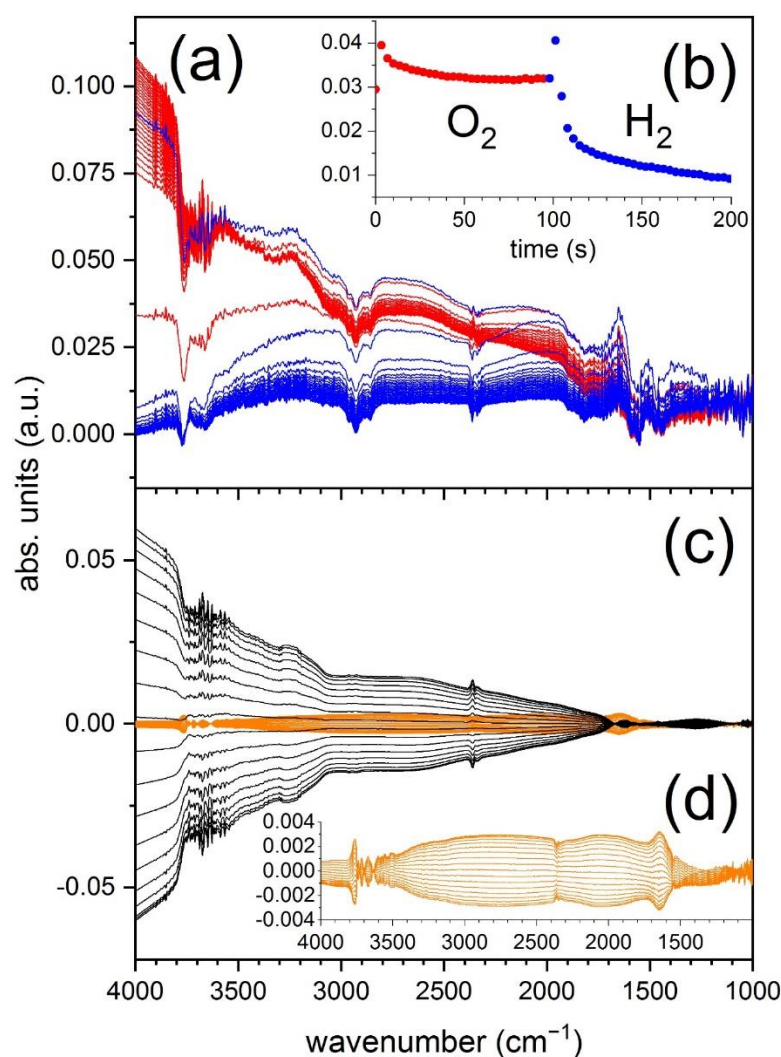 (a)
(b)
0.04
0.03
0.02
0.01
O₂
H₂
0 50 100 150 200
time (s)
0.100
0.075
0.050
0.025
0.000
abs. units (a.u.)
(c)
0.05
0.00
-0.05
(d)
0.004
0.002
0.000
-0.002
-0.004
4000 3500 3000 2500 2000 1500
4000 3500 3000 2500 2000 1500 1000
wavenumber (cm⁻¹)